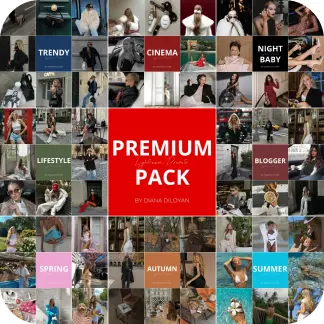 TRENDY
CINEMA
NIGHT
BABY
PREMIUM
Lightroom Presets
PACK
BY DIANA DILOYAN
LIFESTYLE
BLOGGER
SPRING
AUTUMN
SUMMER